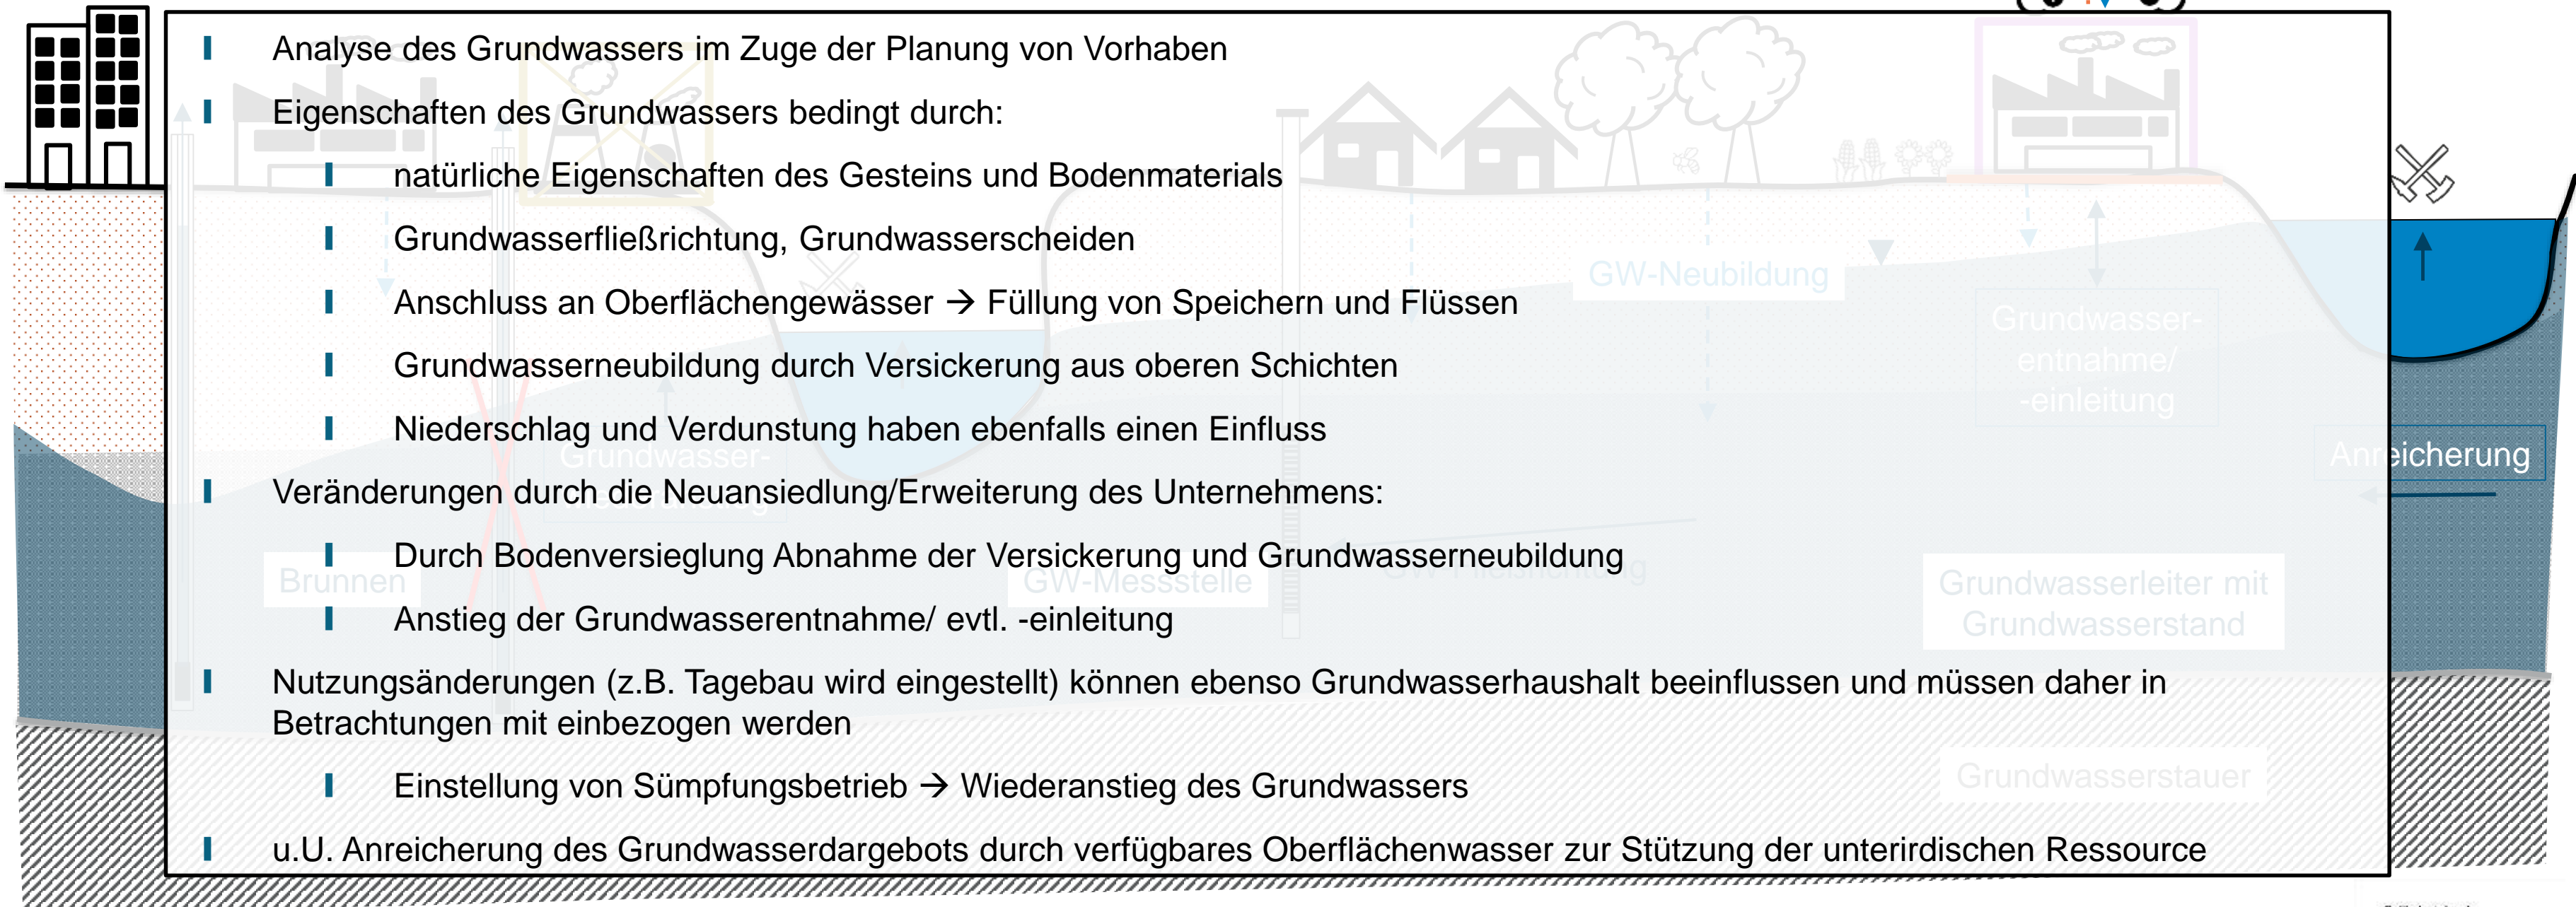 Analyse des Grundwassers im Zuge der Planung von Vorhaben
Eigenschaften des Grundwassers bedingt durch:
natürliche Eigenschaften des Gesteins und Bodenmaterials
Grundwasserfließrichtung, Grundwasserscheiden
Anschluss an Oberflächengewässer → Füllung von Speichern und Flüssen
GW-Neubildung
Grundwasser-
entnahme/
-einleitung
Grundwasserneubildung durch Versickerung aus oberen Schichten
Niederschlag und Verdunstung haben ebenfalls einen Einfluss
Grundwasser-
wiederanstieg
Anreicherung
Veränderungen durch die Neuansiedlung/Erweiterung des Unternehmens:
Durch Bodenversieglung Abnahme der Versickerung und Grundwasserneubildung
Brunnen
GW-Messstelle
GW-Fließrichtung
Grundwasserleiter mit
Grundwasserstand
Anstieg der Grundwasserentnahme/ evtl. -einleitung
Nutzungsänderungen (z.B. Tagebau wird eingestellt) können ebenso Grundwasserhaushalt beeinflussen und müssen daher in
Betrachtungen mit einbezogen werden
Einstellung von Sümpfungsbetrieb → Wiederanstieg des Grundwassers
Grundwasserstauer
u.U. Anreicherung des Grundwasserdargebots durch verfügbares Oberflächenwasser zur Stützung der unterirdischen Ressource